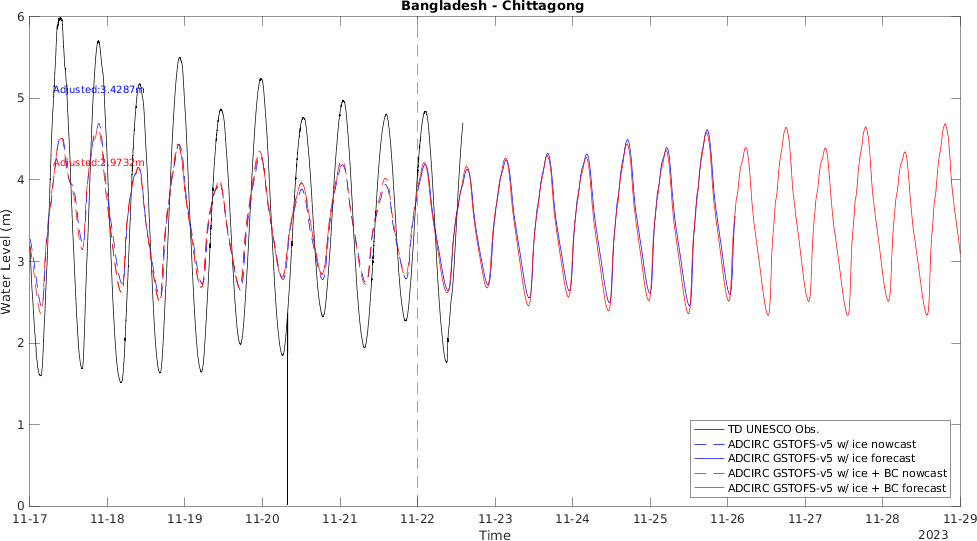 Bangladesh - Chittagong
6
5
4
3
2
1
0
Water Level (m)
Adjusted:3.4287m
Adjusted:2.9732m
TD UNESCO Obs.
ADCIRC GSTOFS-v5 w/ ice nowcast
ADCIRC GSTOFS-v5 w/ ice forecast
ADCIRC GSTOFS-v5 w/ ice + BC nowcast
ADCIRC GSTOFS-v5 w/ ice + BC forecast
11-17 11-18 11-19 11-20 11-21 11-22 11-23 11-24 11-25 11-26 11-27 11-28 11-29
Time
2023